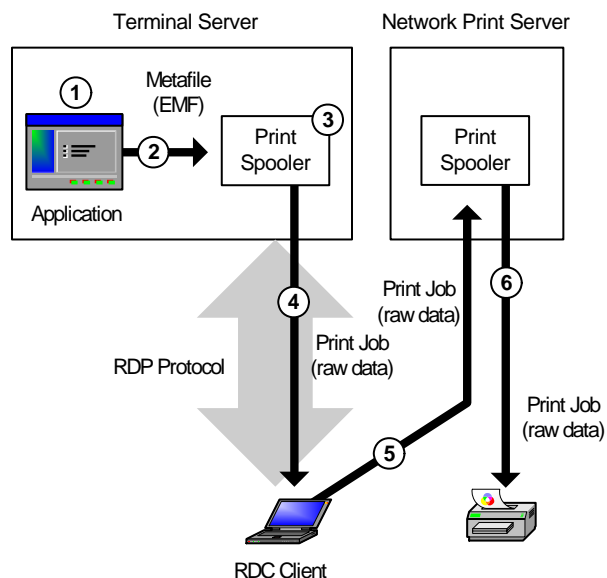 Terminal Server
Network Print Server
1
Metafile
(EMF)
2
3
Print
Spooler
Application
Print
Spooler
4
RDP Protocol
Print Job
(raw data)
5
Print Job
(raw data)
6
Print Job
(raw data)
RDC Client